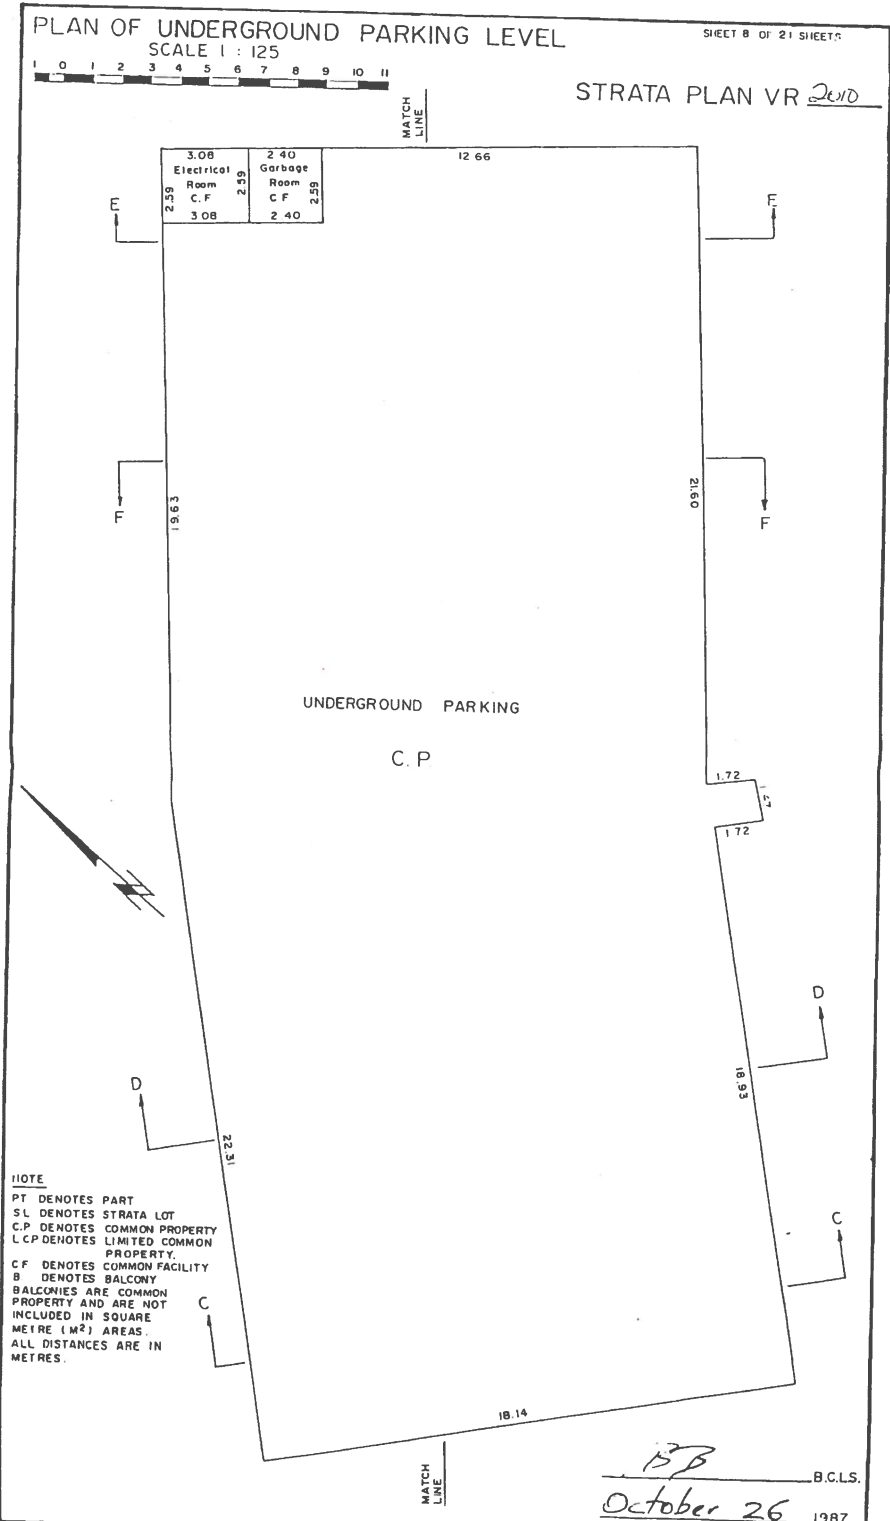 PLAN OF UNDERGROUND PARKING LEVEL
SHEET 8 OF 21 SHEETS
SCALE 1 : 125
1 0 1 2 3 4 5 6 7 8 9 10 11
STRATA PLAN VR 2010
MATCH
LINE
3.08
Electrical
Room
C.F
3 08
2.59
2.59
2 40
Garbage
Room
C F
2 40
2.59
12 66
E
E
F
F
19.63
21.60
UNDERGROUND PARKING
C.P
1.72
1 72
D
D
18.93
22.31
C
C
NOTE
PT DENOTES PART
SL DENOTES STRATA LOT
C.P DENOTES COMMON PROPERTY
L CP DENOTES LIMITED COMMON
PROPERTY.
CF DENOTES COMMON FACILITY
B DENOTES BALCONY
BALCONIES ARE COMMON
PROPERTY AND ARE NOT
INCLUDED IN SQUARE
METRE (M²) AREAS.
ALL DISTANCES ARE IN
METRES.
18.14
MATCH
LINE
BB B.C.L.S.
October 26 1987